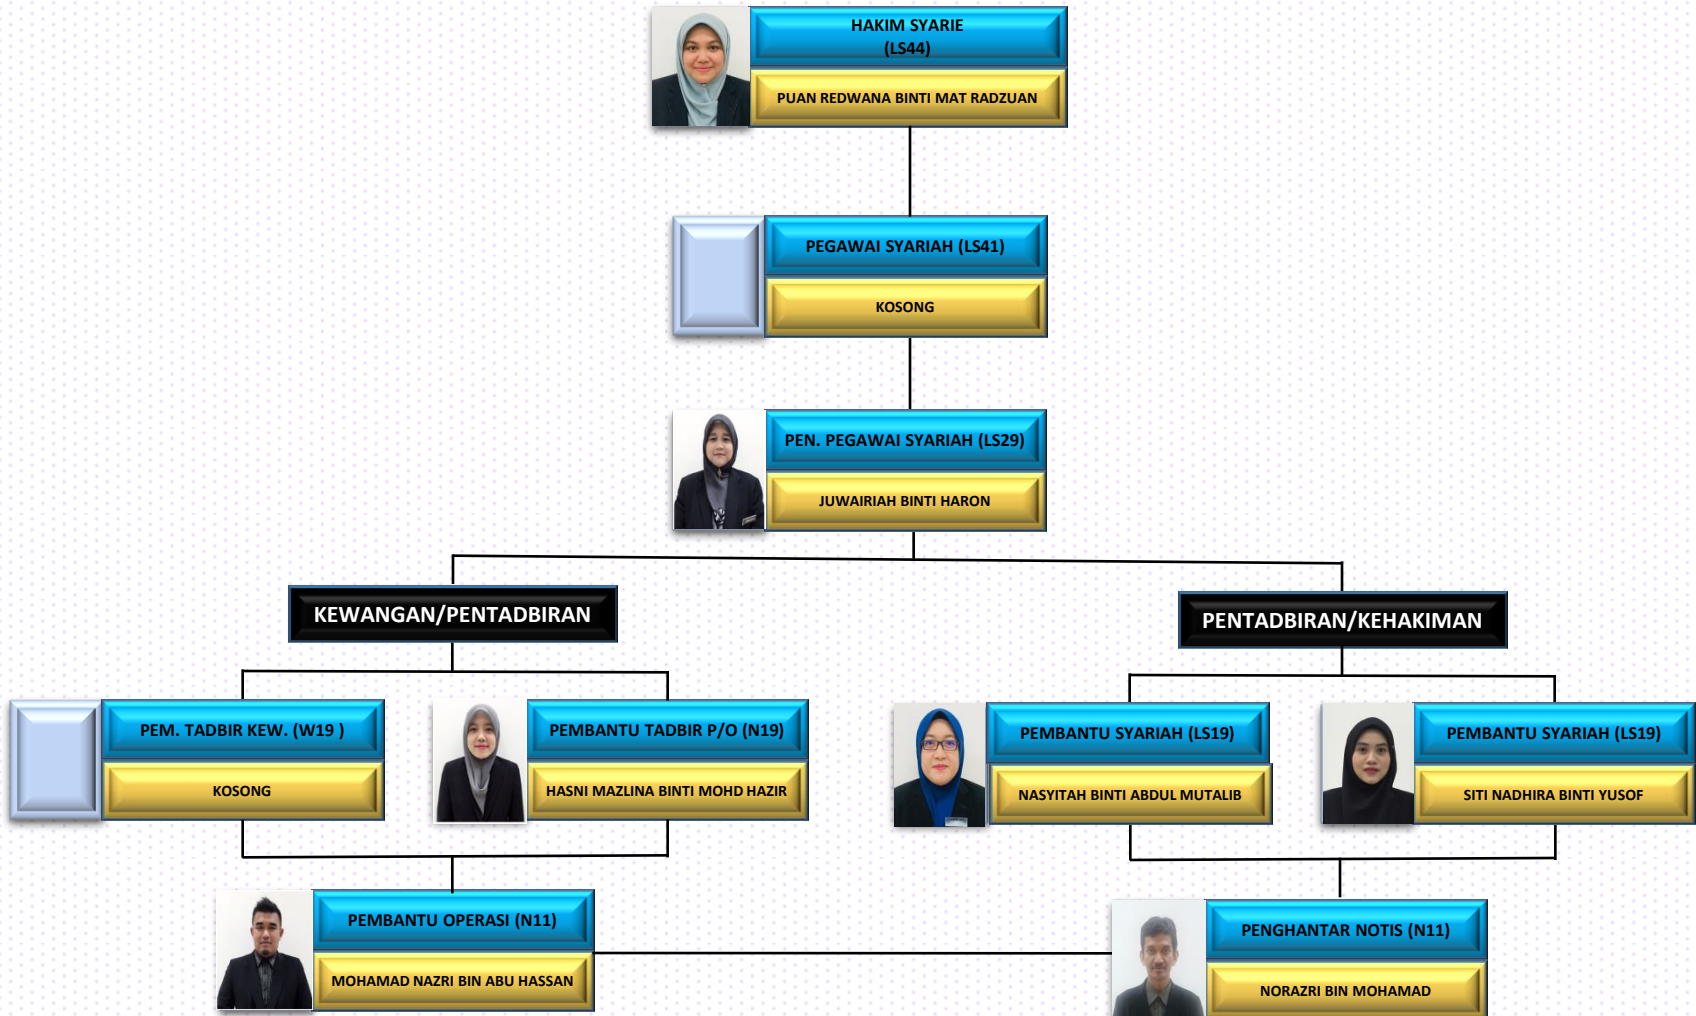 HAKIM SYARIE
(LS44)
PUAN REDWANA BINTI MAT RADZUAN
PEGAWAI SYARIAH (LS41)
KOSONG
PEN. PEGAWAI SYARIAH (LS29)
JUWAIRIAH BINTI HARON
KEWANGAN/PENTADBIRAN
PENTADBIRAN/KEHAKIMAN
PEM. TADBIR KEW. (W19 )
KOSONG
PEMBANTU TADBIR P/O (N19)
HASNI MAZLINA BINTI MOHD HAZIR
PEMBANTU SYARIAH (LS19)
NASYITAH BINTI ABDUL MUTALIB
PEMBANTU SYARIAH (LS19)
SITI NADHIRA BINTI YUSOF
PEMBANTU OPERASI (N11)
MOHAMAD NAZRI BIN ABU HASSAN
PENGHANTAR NOTIS (N11)
NORAZRI BIN MOHAMAD